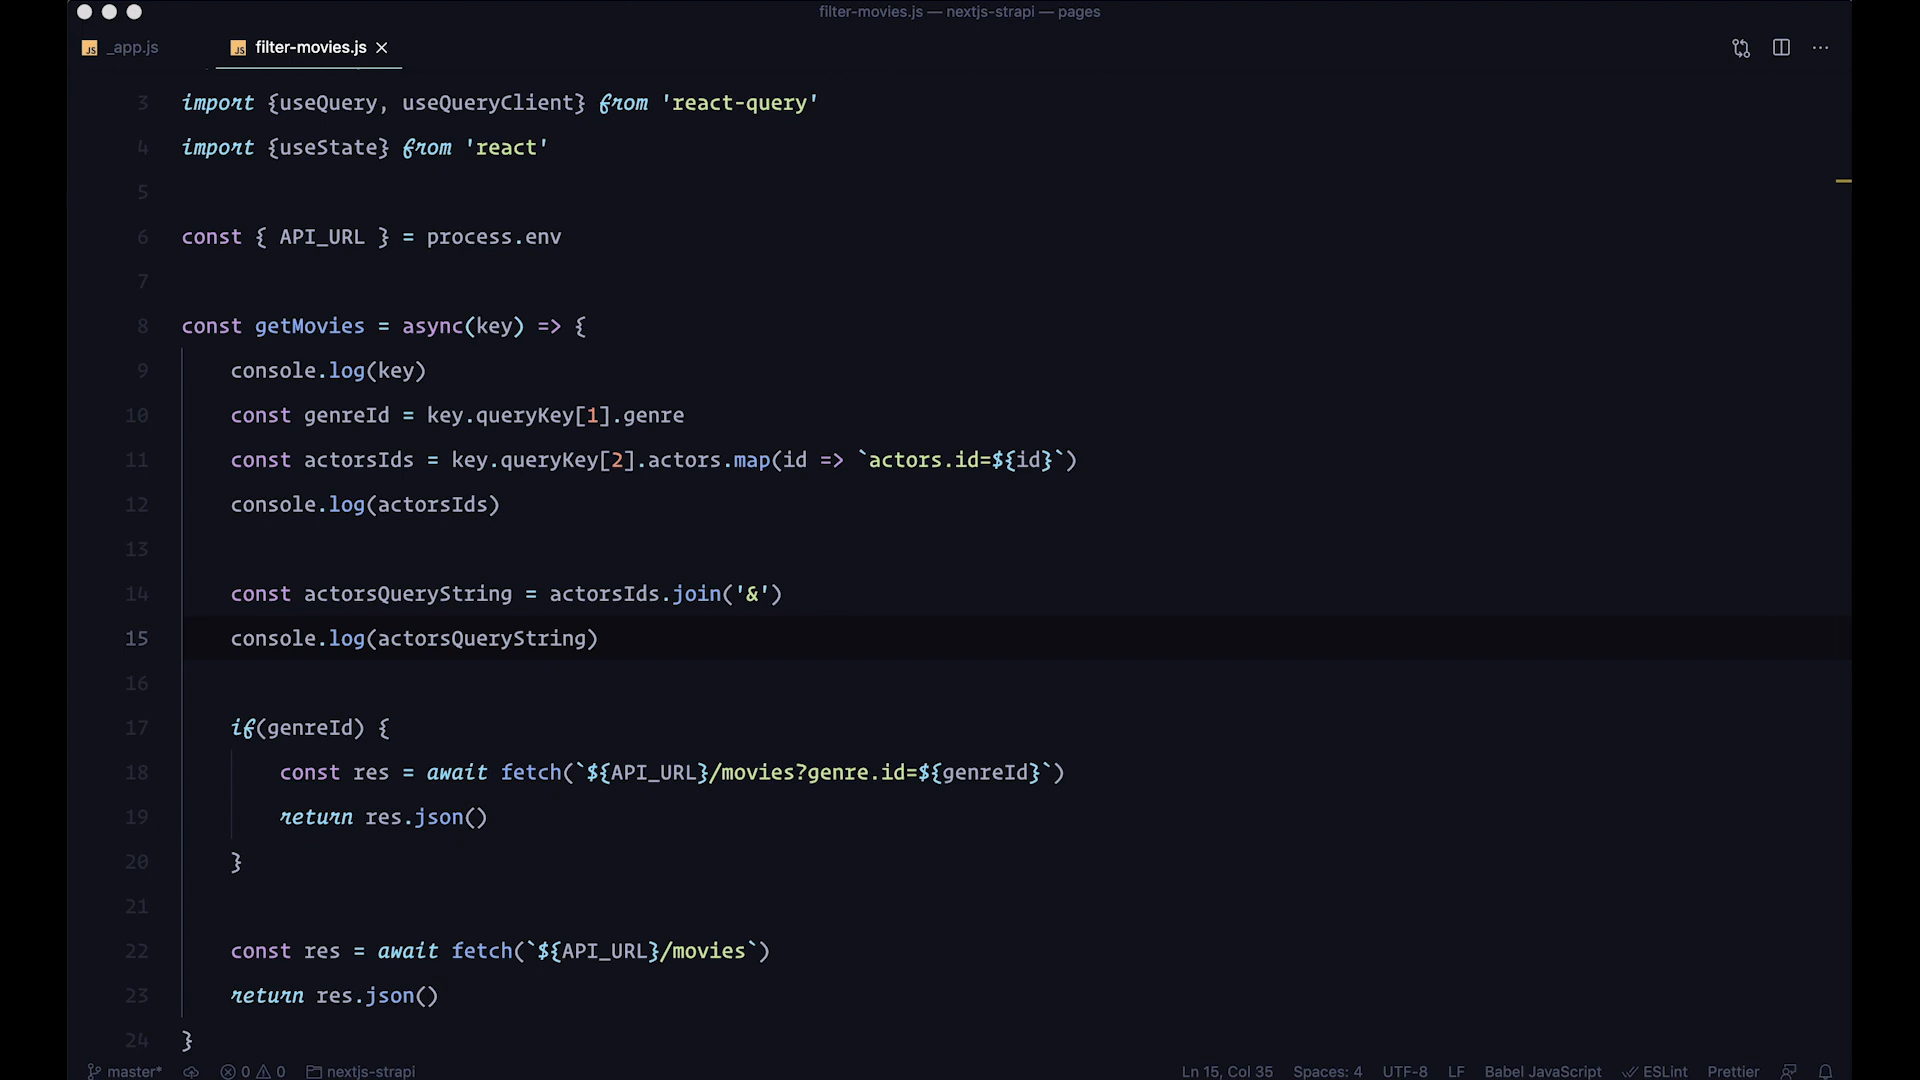 filter-movies.js — nextjs-strapi — pages
JS _app.js
JS filter-movies.js ×
3 import {useQuery, useQueryClient} from 'react-query'
4 import {useState} from 'react'
5
6 const { API_URL } = process.env
7
8 const getMovies = async(key) => {
9 console.log(key)
10 const genreId = key.queryKey[1].genre
11 const actorsIds = key.queryKey[2].actors.map(id => `actors.id=${id}`)
12 console.log(actorsIds)
13
14 const actorsQueryString = actorsIds.join('&')
15 console.log(actorsQueryString)
16
17 if(genreId) {
18 const res = await fetch(`${API_URL}/movies?genre.id=${genreId}`)
19 return res.json()
20 }
21
22 const res = await fetch(`${API_URL}/movies`)
23 return res.json()
24 }
master* 0 0 nextjs-strapi Ln 15, Col 35 Spaces: 4 UTF-8 LF Babel JavaScript ESLint Prettier